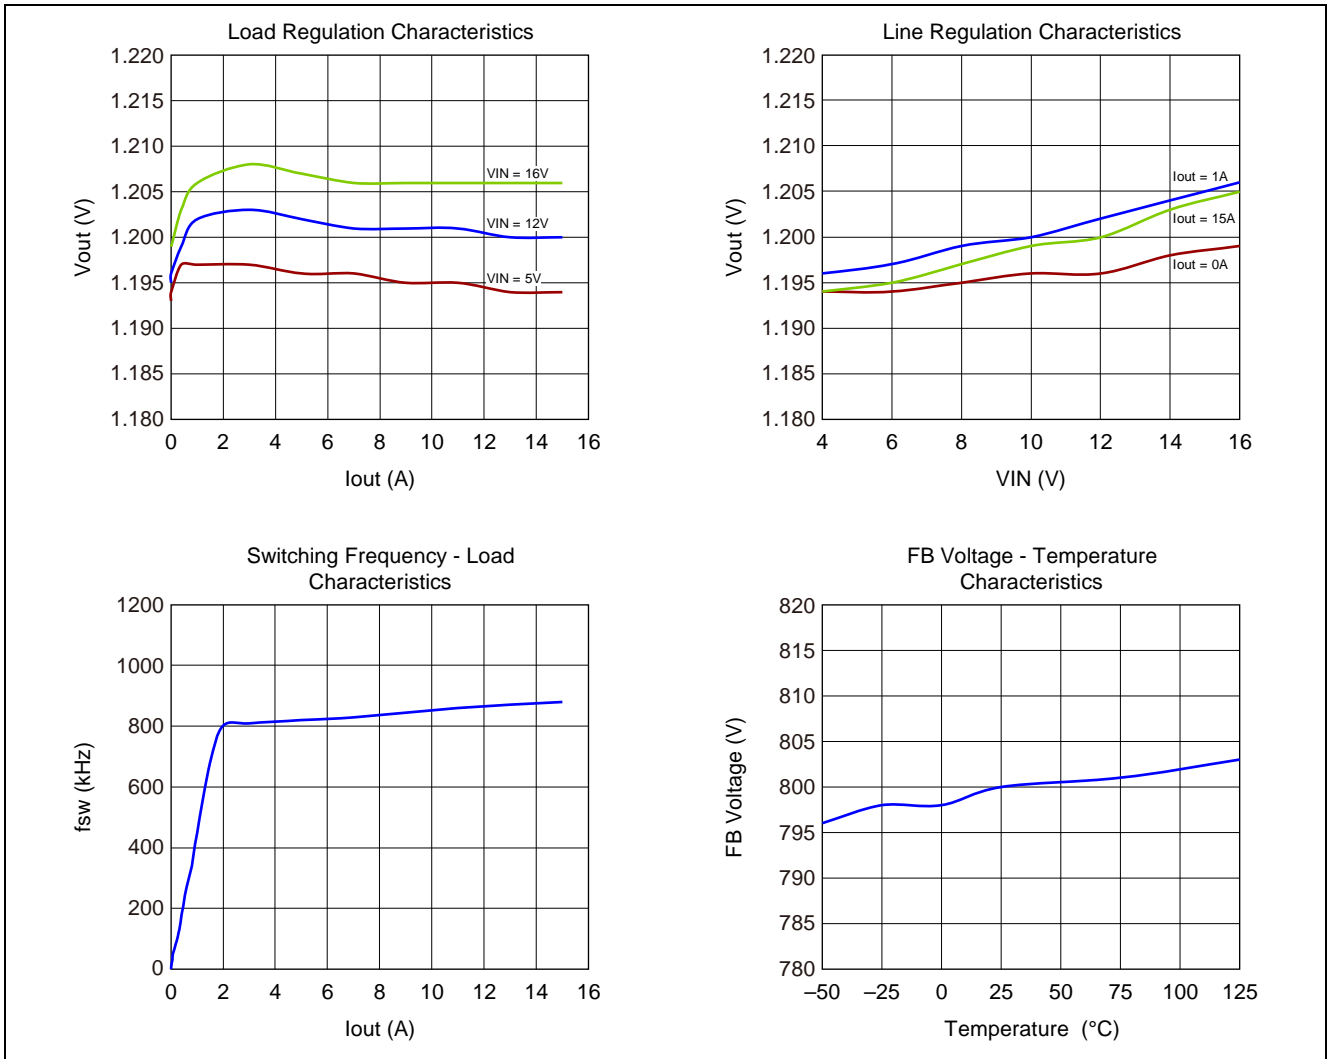 Load Regulation Characteristics
1.220
1.215
1.210
1.205
1.200
1.195
1.190
1.185
1.180
Vout (V)
VIN = 16V
VIN = 12V
VIN = 5V
0 2 4 6 8 10 12 14 16
Iout (A)
Line Regulation Characteristics
1.220
1.215
1.210
1.205
1.200
1.195
1.190
1.185
1.180
Vout (V)
Iout = 1A
Iout = 15A
Iout = 0A
4 6 8 10 12 14 16
VIN (V)
Switching Frequency - Load
Characteristics
1200
1000
800
600
400
200
0
fsw (kHz)
0 2 4 6 8 10 12 14 16
Iout (A)
FB Voltage - Temperature
Characteristics
820
815
810
805
800
795
790
785
780
FB Voltage (V)
–50 –25 0 25 50 75 100 125
Temperature (°C)